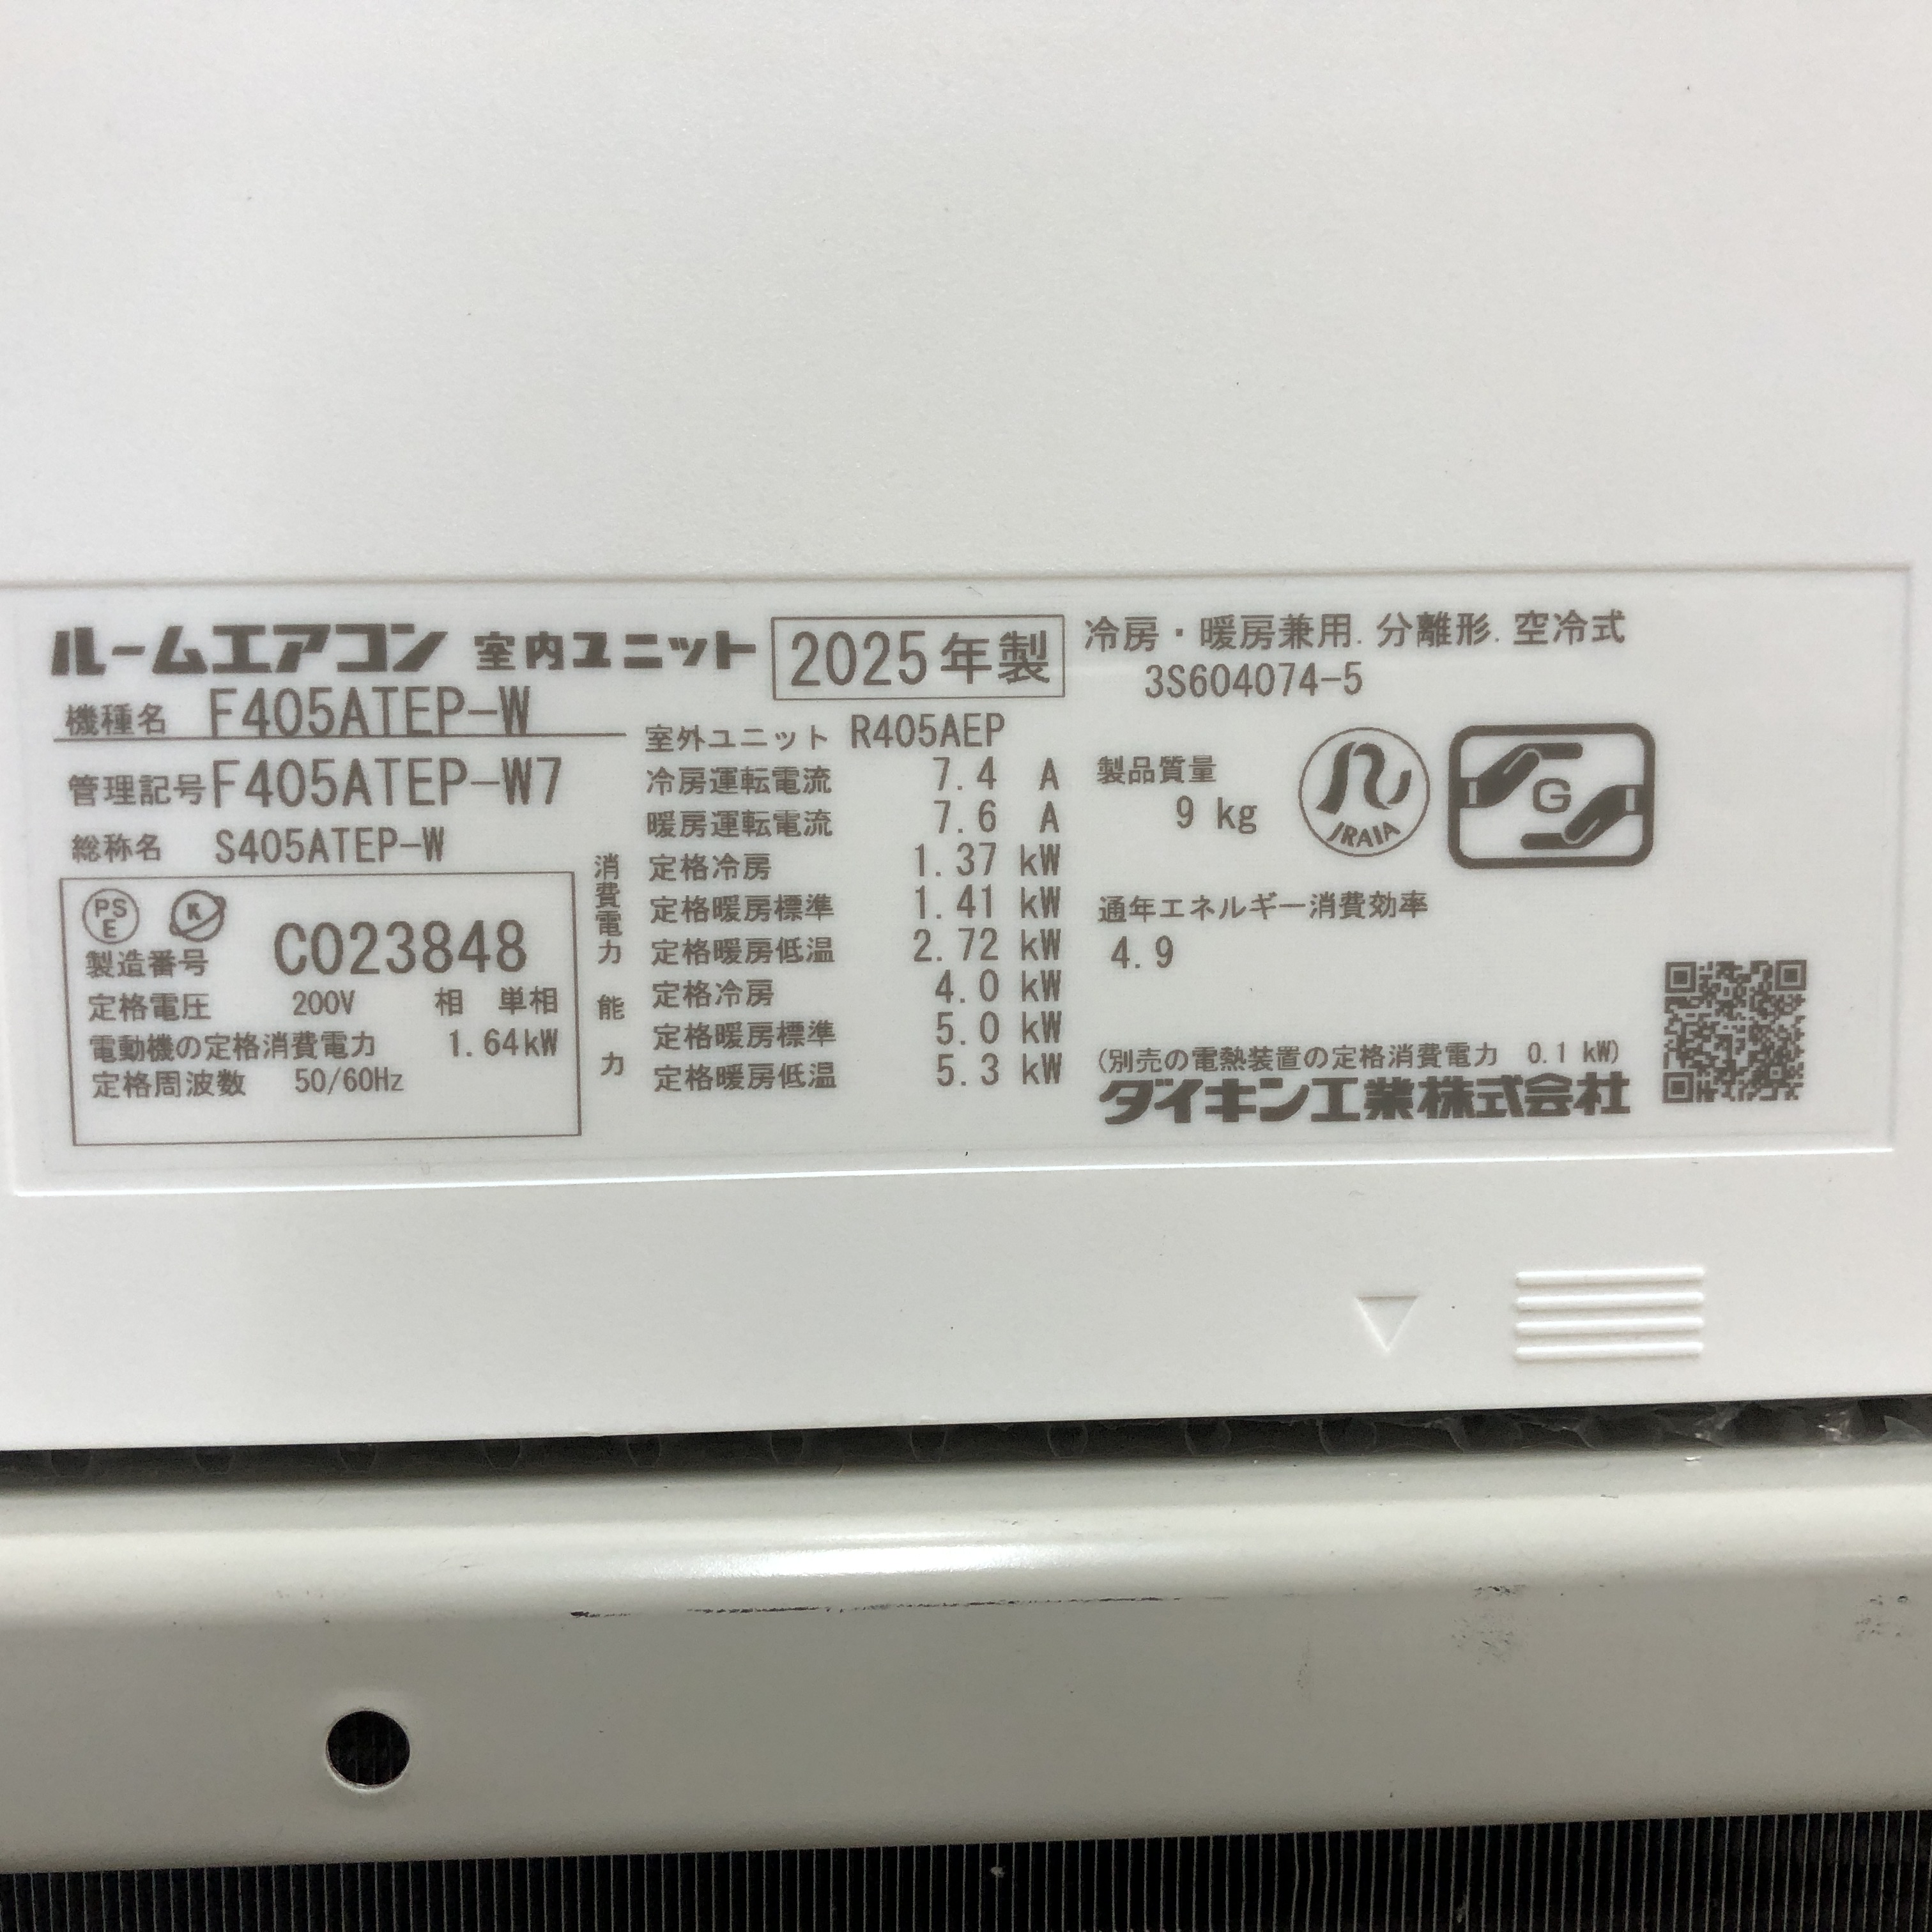 ルームエアコン 室内ユニット 2025年製
機種名 F405ATEP-W
管理記号 F405ATEP-W7
総称名 S405ATEP-W
PS
E
K
製造番号 C023848
定格電圧 200V 相 単相
電動機の定格消費電力 1.64kW
定格周波数 50/60Hz
室外ユニット R405AEP
冷房運転電流 7.4 A
暖房運転電流 7.6 A
消費電力
定格冷房 1.37 kW
定格暖房標準 1.41 kW
定格暖房低温 2.72 kW
能力
定格冷房 4.0 kW
定格暖房標準 5.0 kW
定格暖房低温 5.3 kW
冷房・暖房兼用.分離形.空冷式
3S604074-5
製品質量
9 kg
JRAIA
G
通年エネルギー消費効率
4.9
(別売の電熱装置の定格消費電力 0.1 kW)
ダイキン工業株式会社